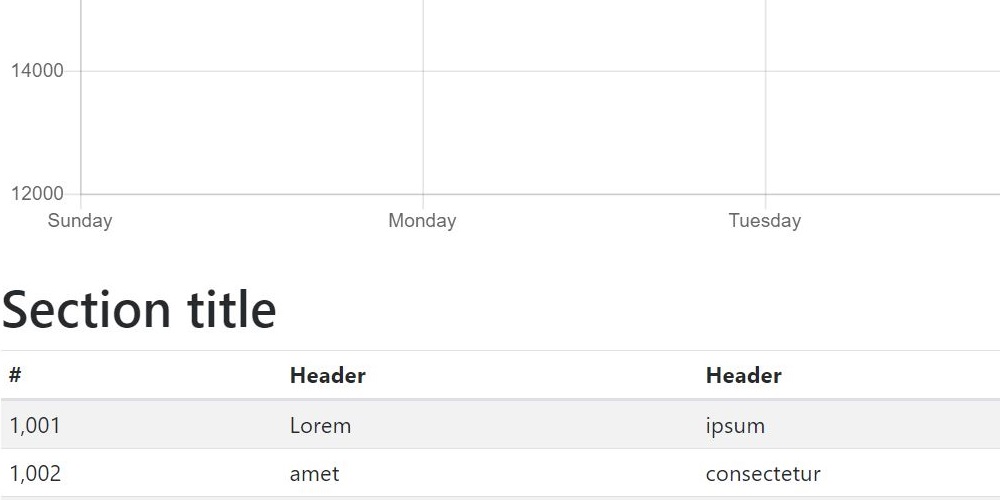 14000
12000
Sunday Monday Tuesday
Section title
# Header Header
1,001 Lorem ipsum
1,002 amet consectetur